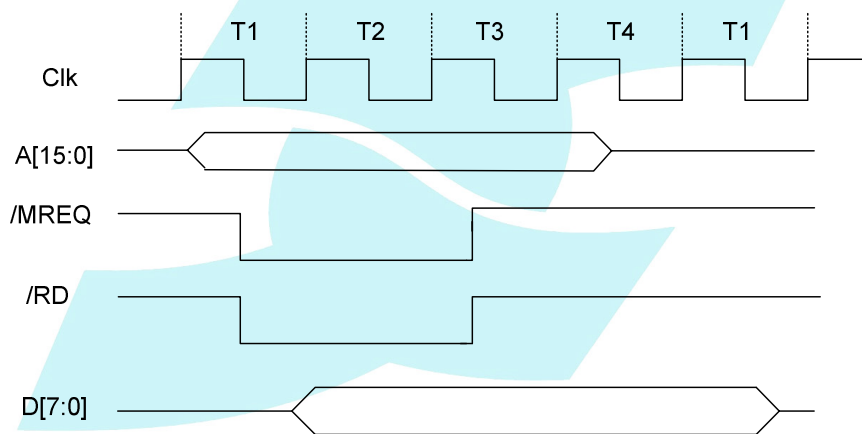 T1 T2 T3 T4 T1
Clk
A[15:0]
/MREQ
/RD
D[7:0]